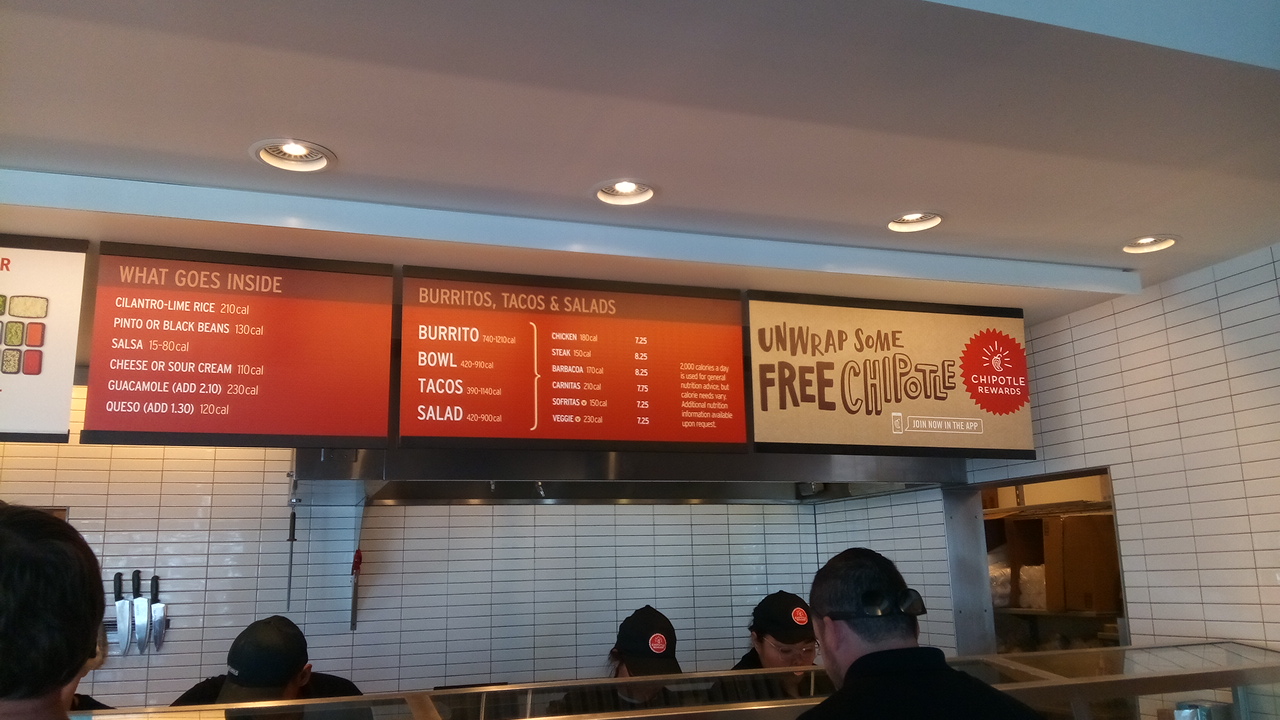 R
WHAT GOES INSIDE
CILANTRO-LIME RICE 210cal
PINTO OR BLACK BEANS 130cal
SALSA 15-80cal
CHEESE OR SOUR CREAM 110cal
GUACAMOLE (ADD 2.10) 230cal
QUESO (ADD 1.30) 120cal
BURRITOS, TACOS & SALADS
BURRITO 740-1210cal
BOWL 420-910cal
TACOS 390-1140cal
SALAD 420-900cal
CHICKEN 180cal 7.25
STEAK 150cal 8.25
BARBACOA 170cal 8.25
CARNITAS 210cal 7.75
SOFRITAS 150cal 7.25
VEGGIE 230cal 7.25
2,000 calories a day
is used for general
nutrition advice, but
calorie needs vary.
Additional nutrition
information available
upon request.
UNWRAP SOME
FREE CHIPOTLE
CHIPOTLE
REWARDS
JOIN NOW IN THE APP